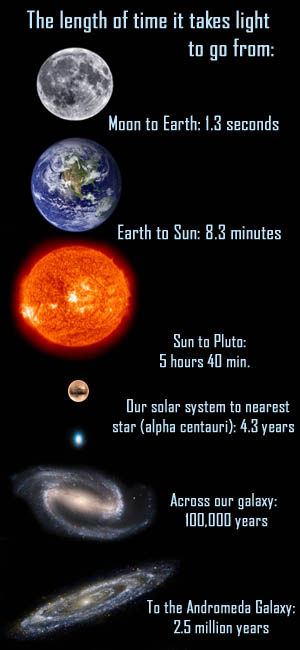 The length of time it takes light
to go from:
Moon to Earth: 1.3 seconds
Earth to Sun: 8.3 minutes
Sun to Pluto:
5 hours 40 min.
Our solar system to nearest
star (alpha centauri): 4.3 years
Across our galaxy:
100,000 years
To the Andromeda Galaxy:
2.5 million years